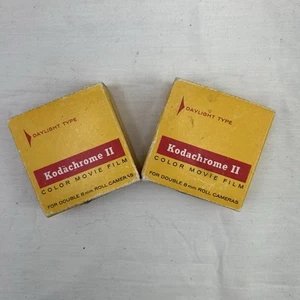 DAYLIGHT TYPE
Kodachrome II
COLOR MOVIE FILM
FOR DOUBLE 8mm ROLL CAMERAS
DAYLIGHT TYPE
Kodachrome II
COLOR MOVIE FILM
FOR DOUBLE 8mm ROLL CAMERAS